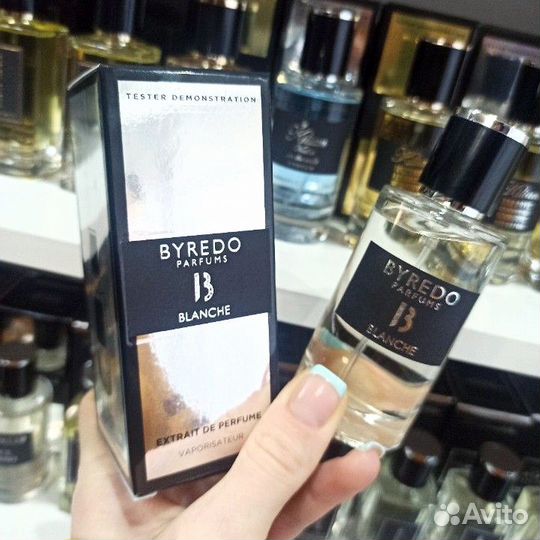 TESTER DEMONSTRATION
BYREDO
PARFUMS
B
BLANCHE
EXTRAIT DE PERFUME
VAPORISATEUR
BYREDO
PARFUMS
B
BLANCHE
Avito